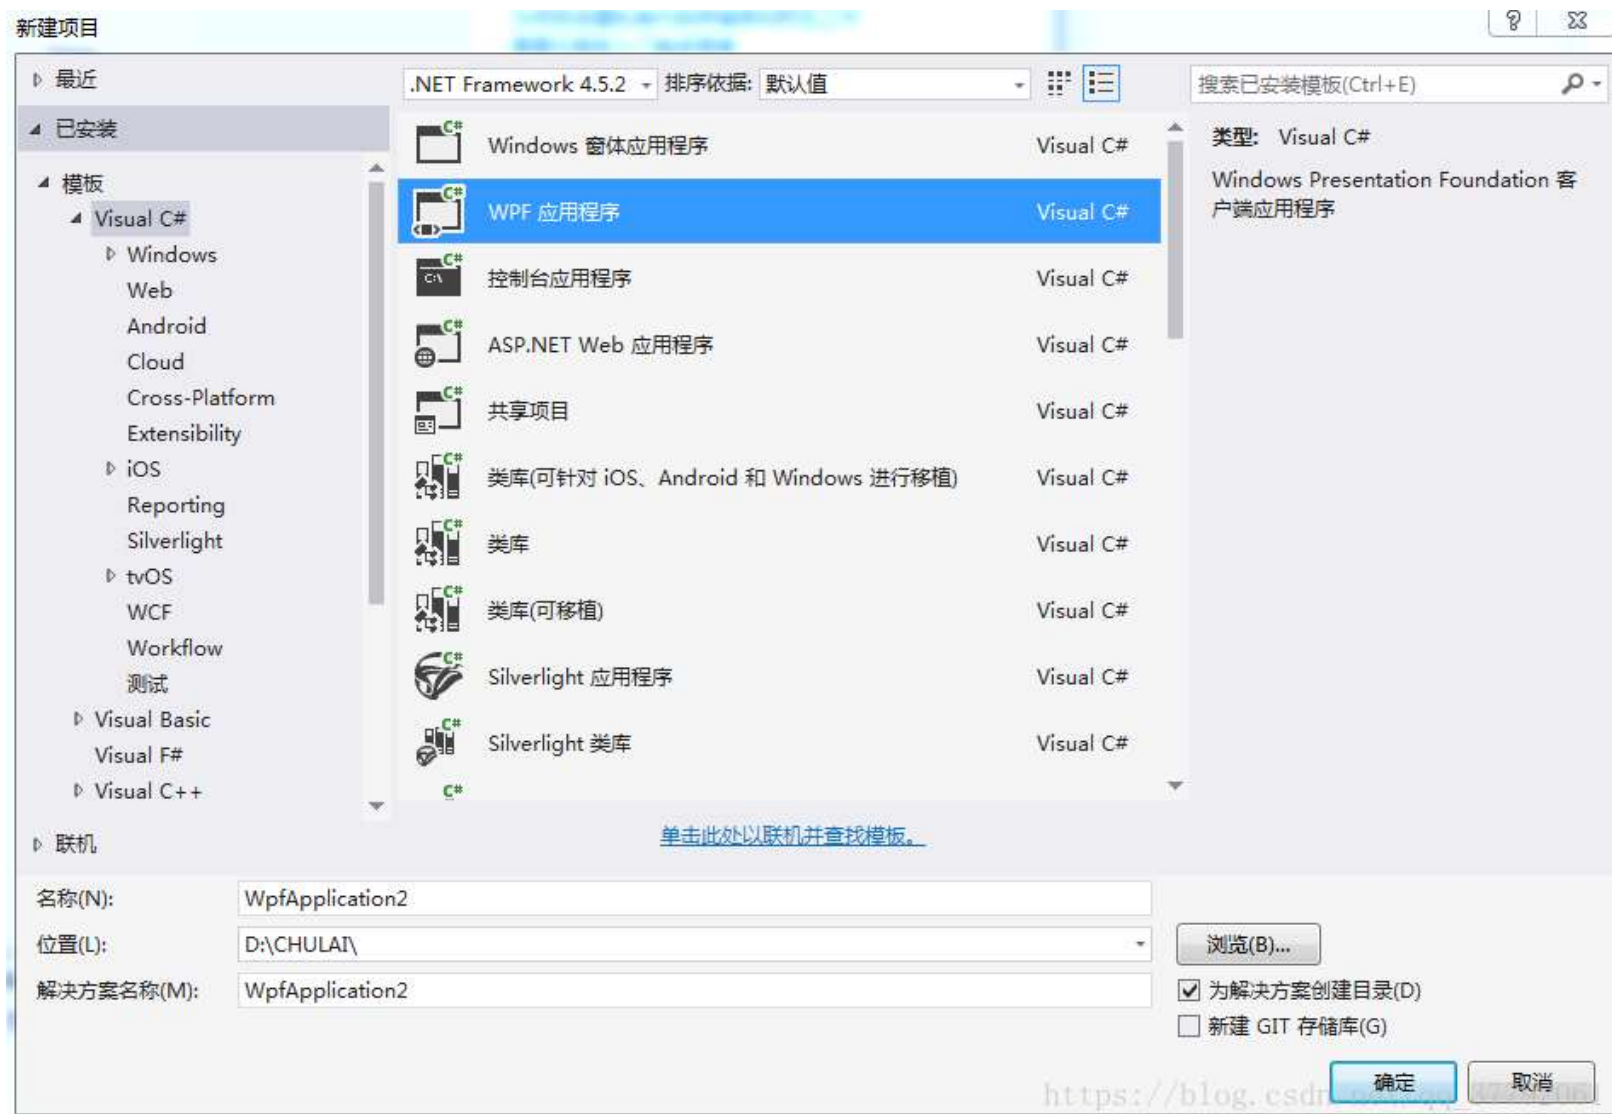 新建项目
最近
.NET Framework 4.5.2 排序依据: 默认值
搜索已安装模板(Ctrl+E)
已安装
模板
Visual C#
Windows
Web
Android
Cloud
Cross-Platform
Extensibility
iOS
Reporting
Silverlight
tvOS
WCF
Workflow
测试
Visual Basic
Visual F#
Visual C++
联机
Windows 窗体应用程序 Visual C#
WPF 应用程序 Visual C#
控制台应用程序 Visual C#
ASP.NET Web 应用程序 Visual C#
共享项目 Visual C#
类库(可针对 iOS、Android 和 Windows 进行移植) Visual C#
类库 Visual C#
类库(可移植) Visual C#
Silverlight 应用程序 Visual C#
Silverlight 类库 Visual C#
C#
单击此处以联机并查找模板。
类型: Visual C#
Windows Presentation Foundation 客
户端应用程序
名称(N): WpfApplication2
位置(L): D:\CHULAI\ 浏览(B)...
解决方案名称(M): WpfApplication2
为解决方案创建目录(D)
新建 GIT 存储库(G)
确定 取消